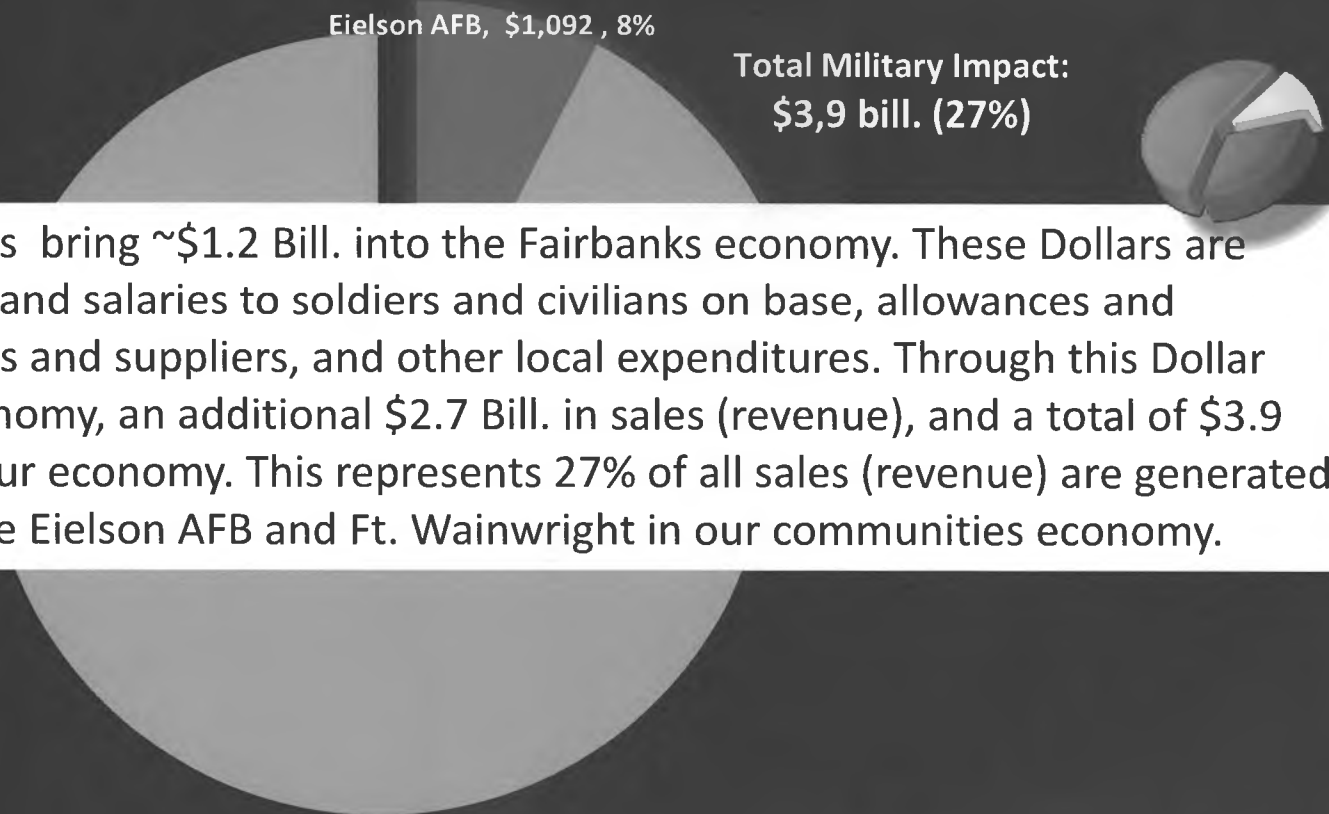 Eielson AFB, $1,092 , 8%
Total Military Impact:
$3,9 bill. (27%)
s bring ~$1.2 Bill. into the Fairbanks economy. These Dollars are
and salaries to soldiers and civilians on base, allowances and
s and suppliers, and other local expenditures. Through this Dollar
nomy, an additional $2.7 Bill. in sales (revenue), and a total of $3.9
ur economy. This represents 27% of all sales (revenue) are generated
e Eielson AFB and Ft. Wainwright in our communities economy.